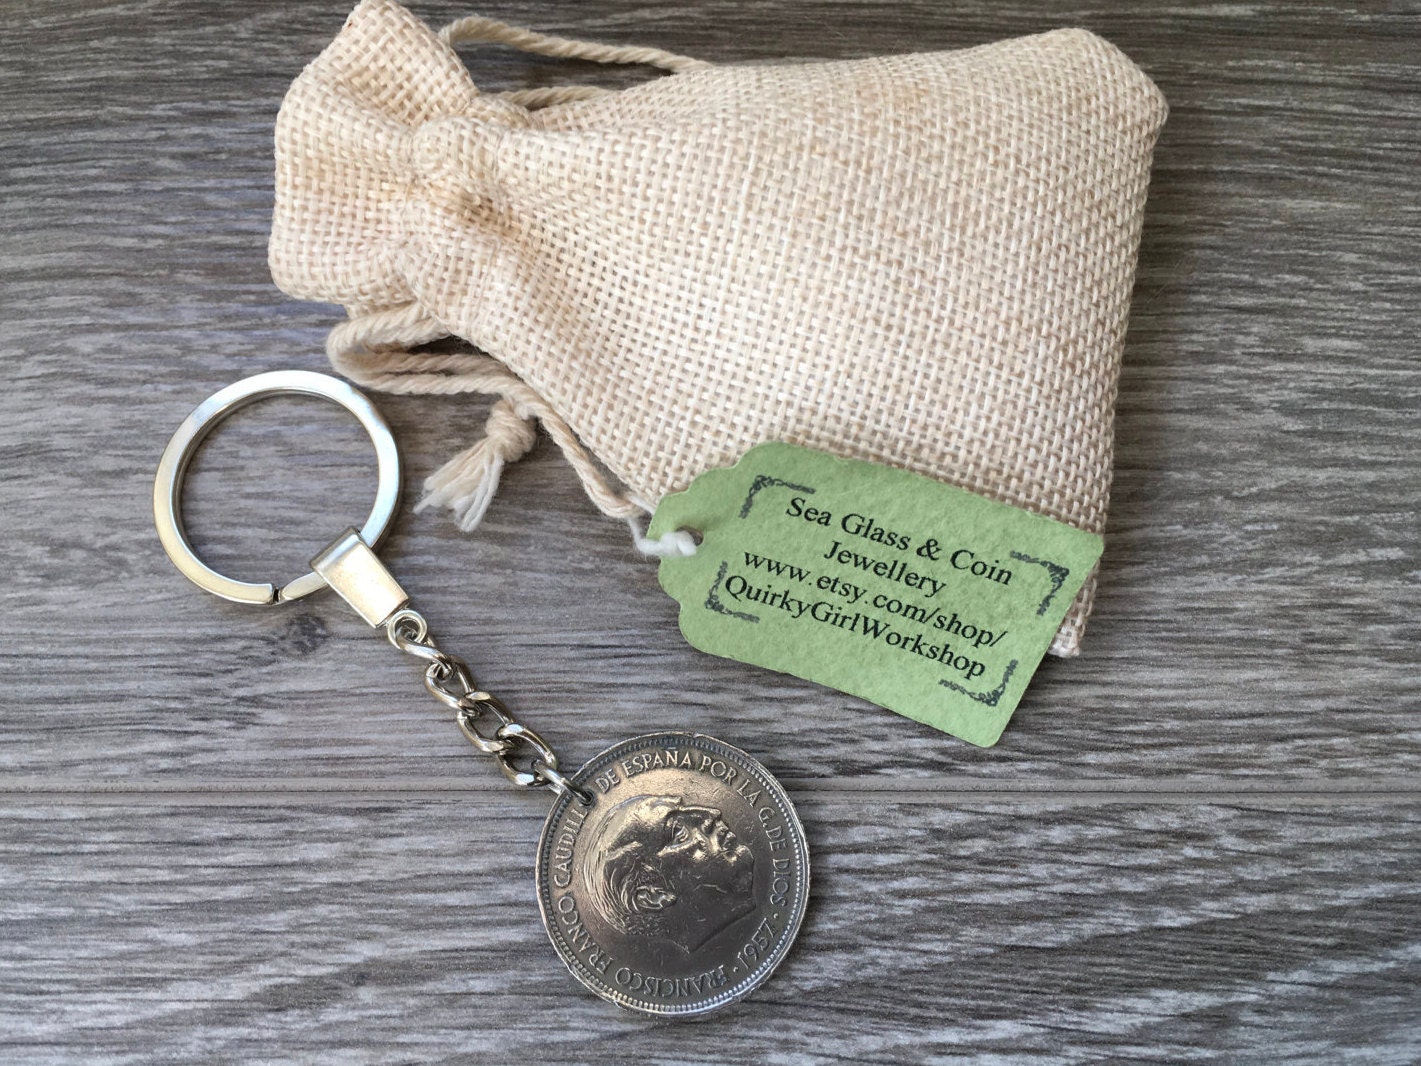 Sea Glass & Coin
Jewellery
www.etsy.com/shop/
QuirkyGirlWorkshop
FRANCISCO FRANCO CAUDILLO DE ESPAÑA POR LA G.DE DIOS · 1957 ·